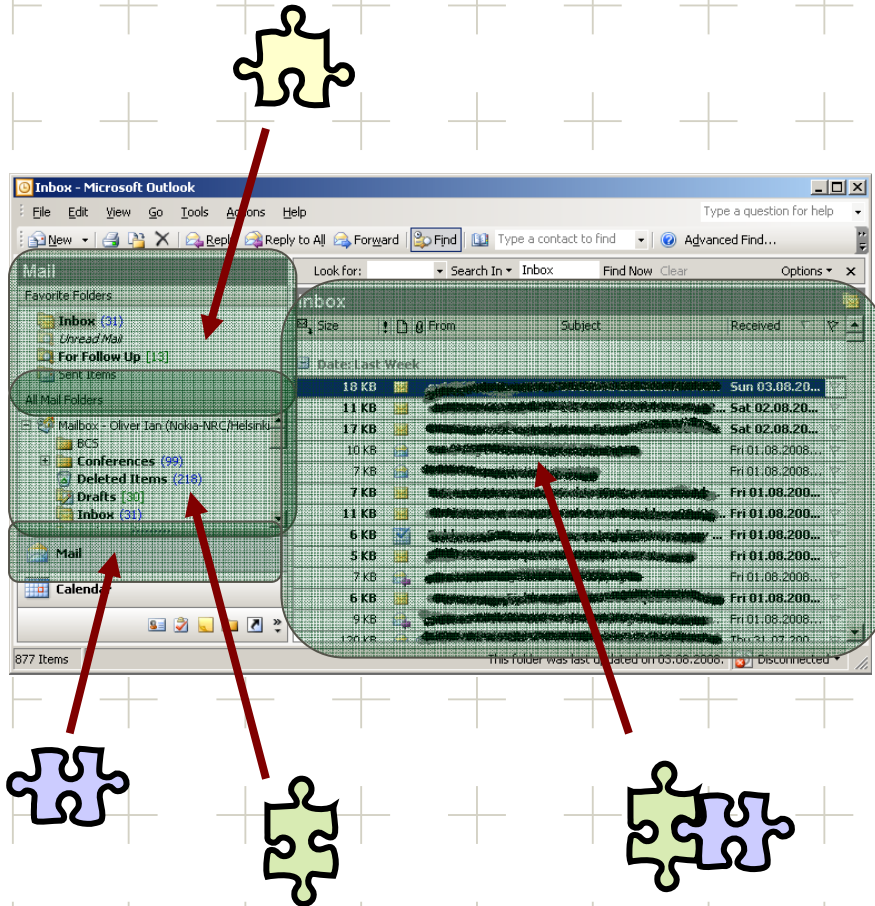 Inbox - Microsoft Outlook
File Edit View Go Tools Actions Help Type a question for help
New Reply Reply to All Forward Find Type a contact to find Advanced Find...
Mail
Look for: Search In Inbox Find Now Clear Options
Favorite Folders
Inbox (31)
Unread Mail
For Follow Up [13]
Sent Items
All Mail Folders
Mailbox - Oliver Ian (Nokia-NRC/Helsinki
BCS
Conferences (99)
Deleted Items (218)
Drafts [30]
Inbox (31)
Mail
Calendar
Inbox
Size ! From Subject Received
Date: Last Week
18 KB Sun 03.08.20...
11 KB ... Sat 02.08.20...
17 KB Sat 02.08.20...
10 KB Fri 01.08.2008...
7 KB Fri 01.08.2008...
7 KB Fri 01.08.200...
11 KB ... Fri 01.08.200...
6 KB ... Fri 01.08.200...
5 KB Fri 01.08.200...
7 KB Fri 01.08.2008...
6 KB Fri 01.08.200...
9 KB Fri 01.08.2008...
120 KB Thu 31.07.200...
877 Items This folder was last updated on 03.08.2008. Disconnected